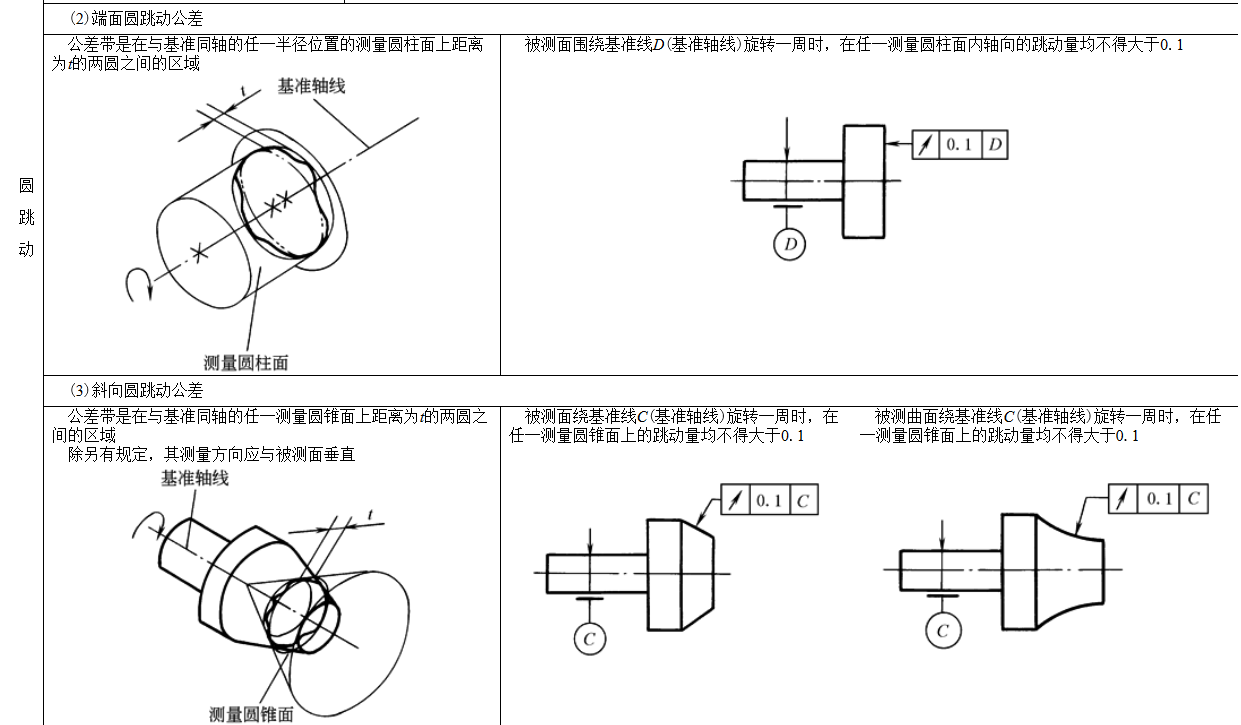 (2)端面圆跳动公差
公差带是在与基准同轴的任一半径位置的测量圆柱面上距离
为t的两圆之间的区域
t
基准轴线
测量圆柱面
被测面围绕基准线D(基准轴线)旋转一周时，在任一测量圆柱面内轴向的跳动量均不得大于0.1
0.1 D
D
圆
跳
动
(3)斜向圆跳动公差
公差带是在与基准同轴的任一测量圆锥面上距离为t的两圆之
间的区域
除另有规定，其测量方向应与被测面垂直
基准轴线
t
测量圆锥面
被测面绕基准线C(基准轴线)旋转一周时，在
任一测量圆锥面上的跳动量均不得大于0.1
0.1 C
C
被测曲面绕基准线C(基准轴线)旋转一周时，在任
一测量圆锥面上的跳动量均不得大于0.1
0.1 C
C